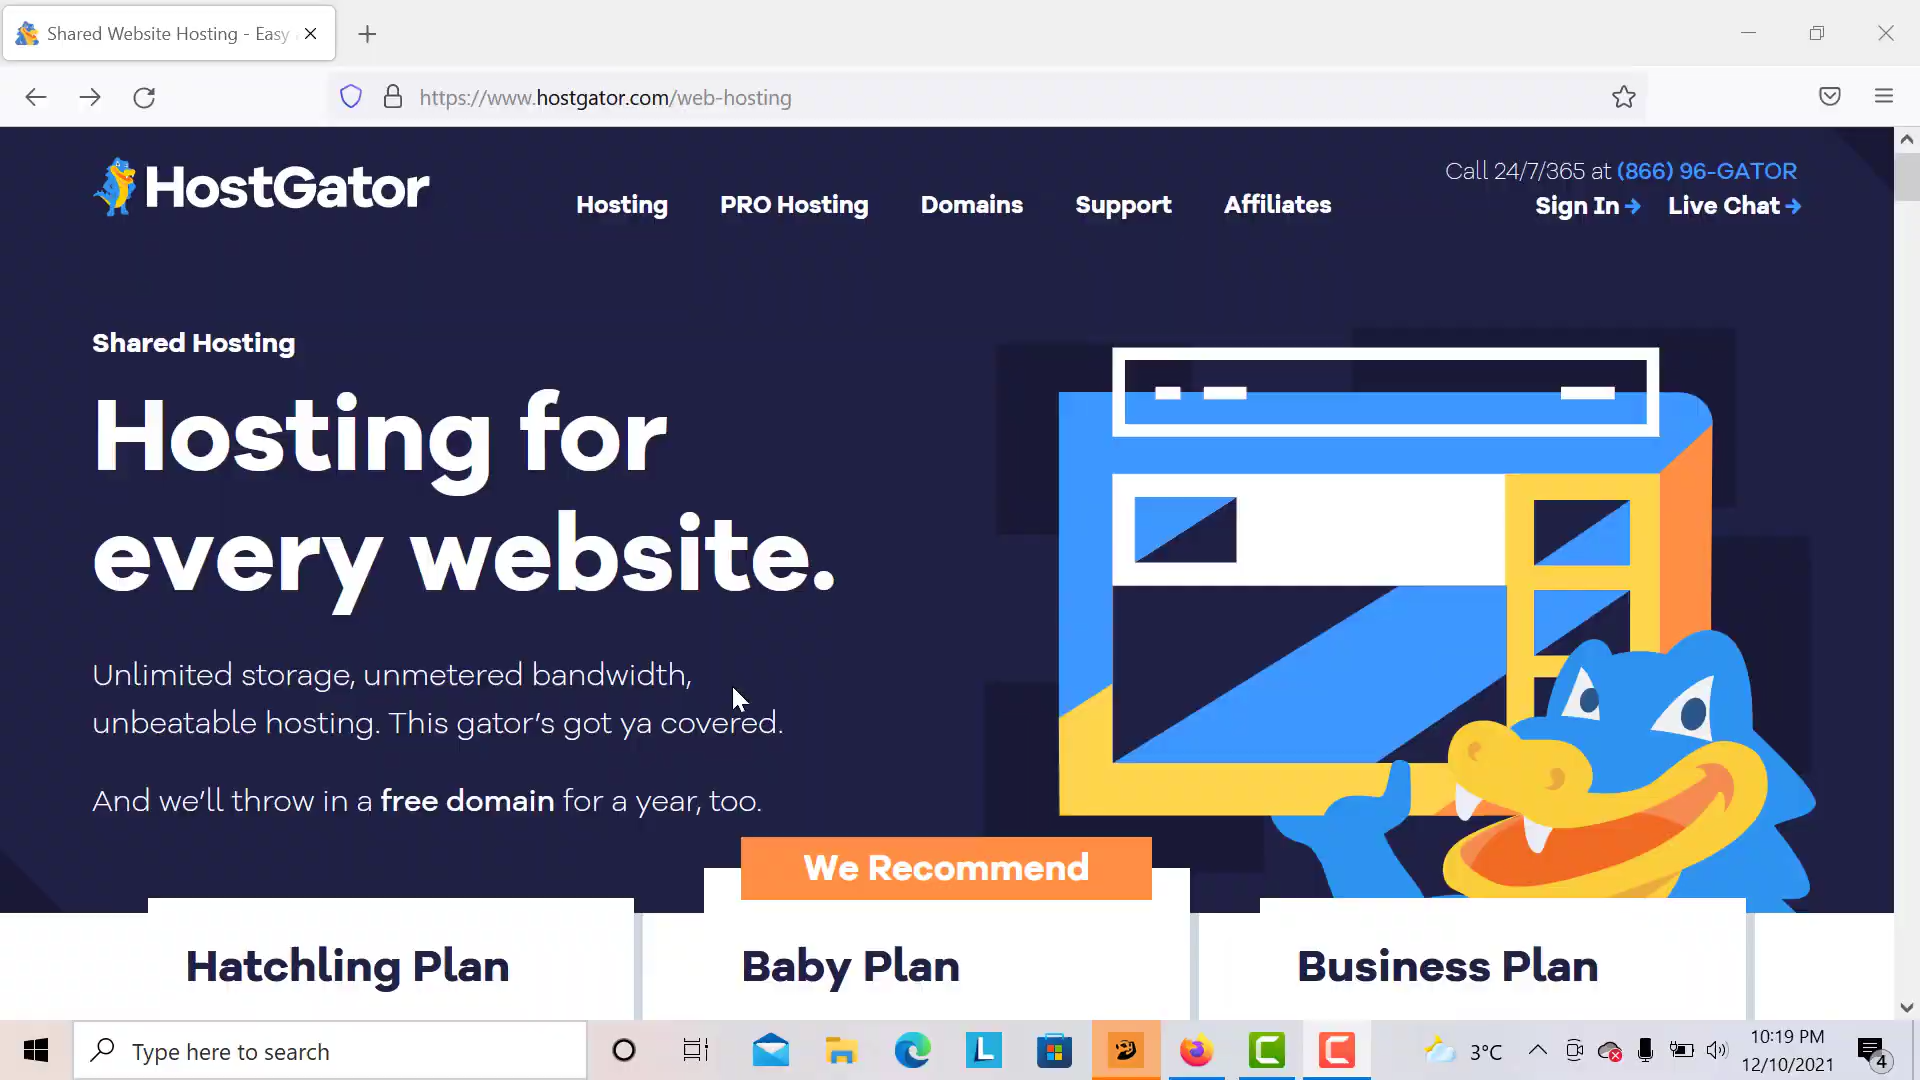 Shared Website Hosting - Easy
https://www.hostgator.com/web-hosting
HostGator
Hosting
PRO Hosting
Domains
Support
Affiliates
Call 24/7/365 at (866) 96-GATOR
Sign In
Live Chat
Shared Hosting
Hosting for
every website.
Unlimited storage, unmetered bandwidth,
unbeatable hosting. This gator’s got ya covered.
And we’ll throw in a free domain for a year, too.
We Recommend
Hatchling Plan
Baby Plan
Business Plan
Type here to search
L
3°C
10:19 PM
12/10/2021
4